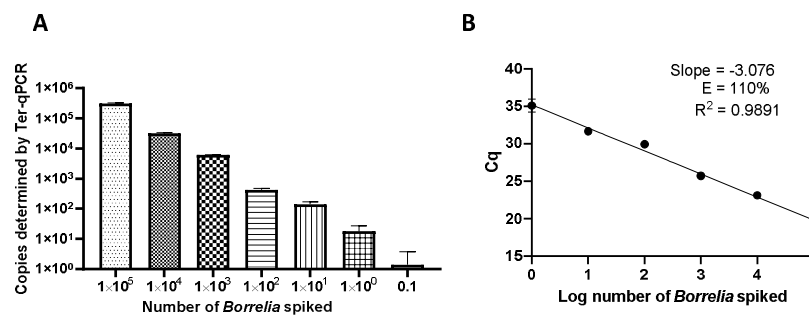 A
Copies determined by Ter-qPCR
1×10⁶
1×10⁵
1×10⁴
1×10³
1×10²
1×10¹
1×10⁰
1×10⁵ 1×10⁴ 1×10³ 1×10² 1×10¹ 1×10⁰ 0.1
Number of Borrelia spiked
B
Cq
40
35
30
25
20
15
Slope = -3.076
E = 110%
R² = 0.9891
0 1 2 3 4
Log number of Borrelia spiked